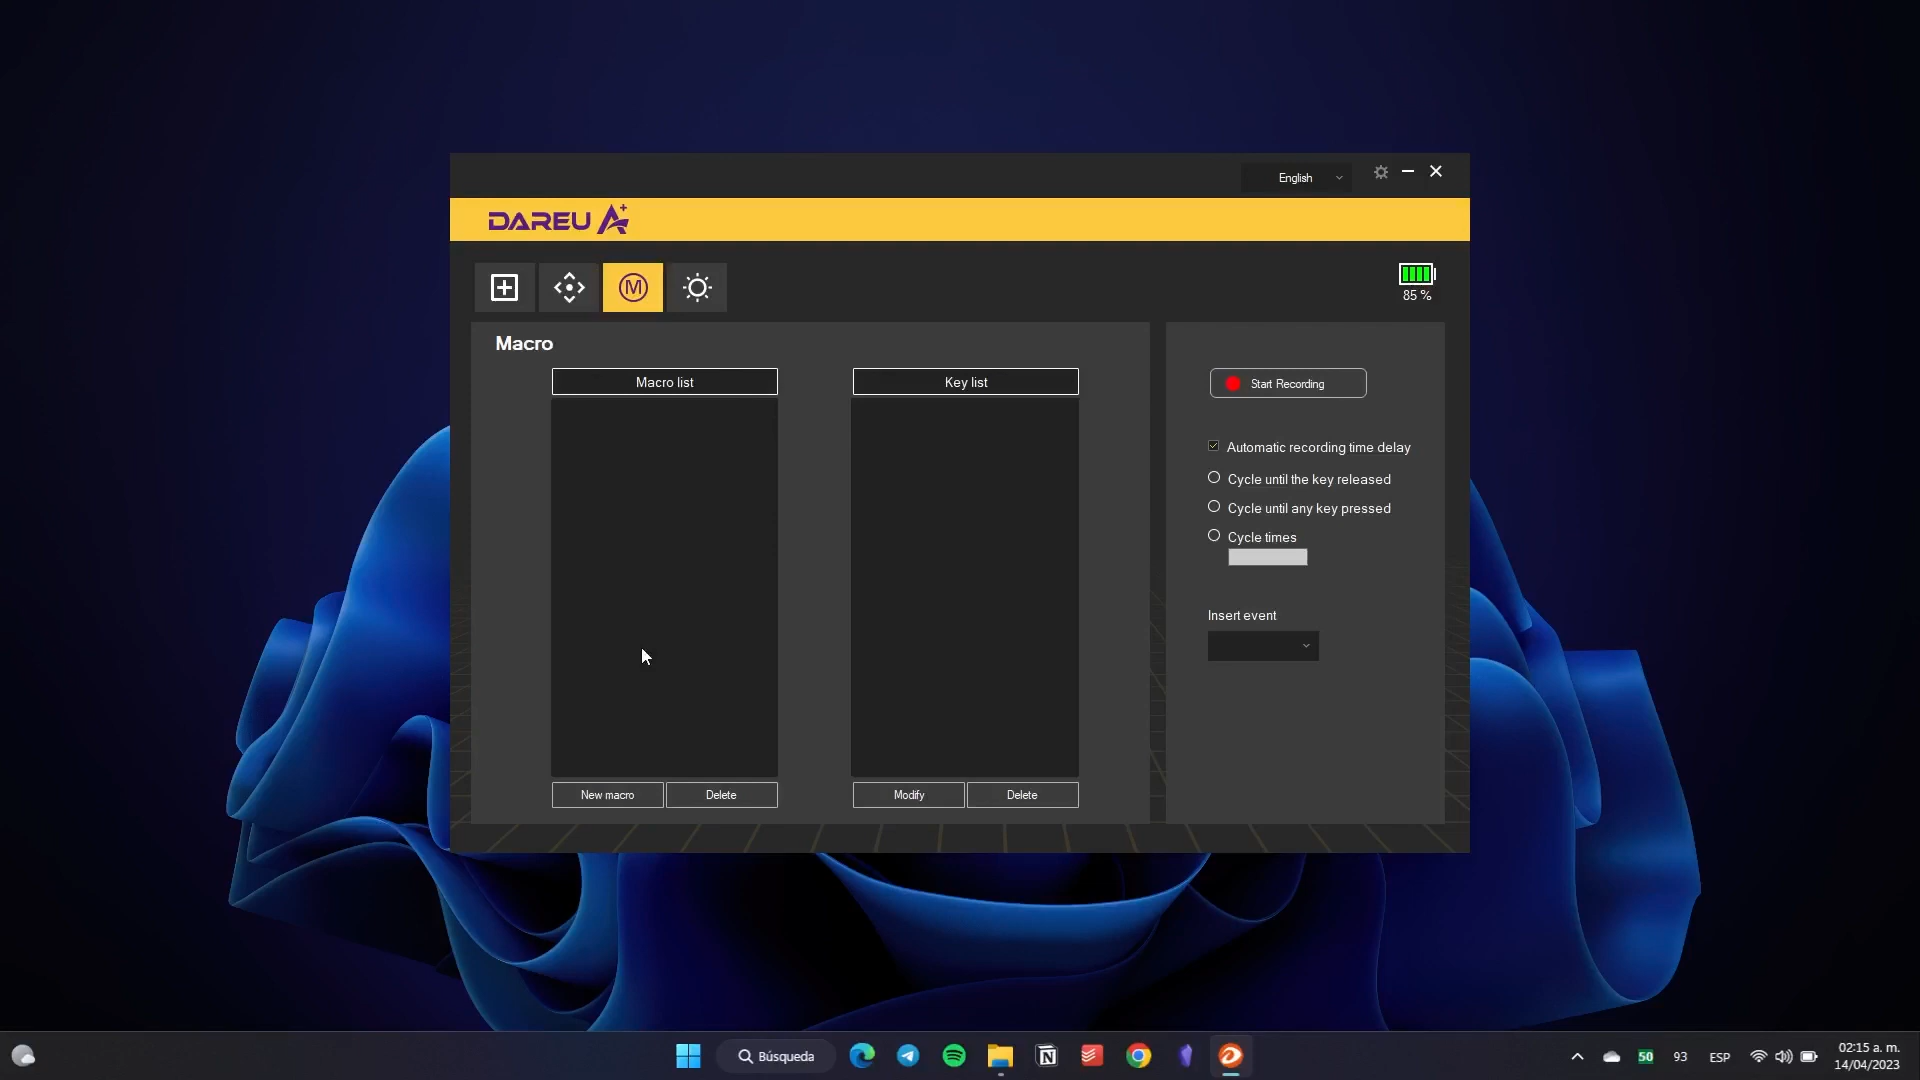 English
DAREU A+
M
85 %
Macro
Macro list
Key list
Start Recording
Automatic recording time delay
Cycle until the key released
Cycle until any key pressed
Cycle times
Insert event
New macro
Delete
Modify
Delete
Búsqueda
50
93
ESP
02:15 a. m.
14/04/2023